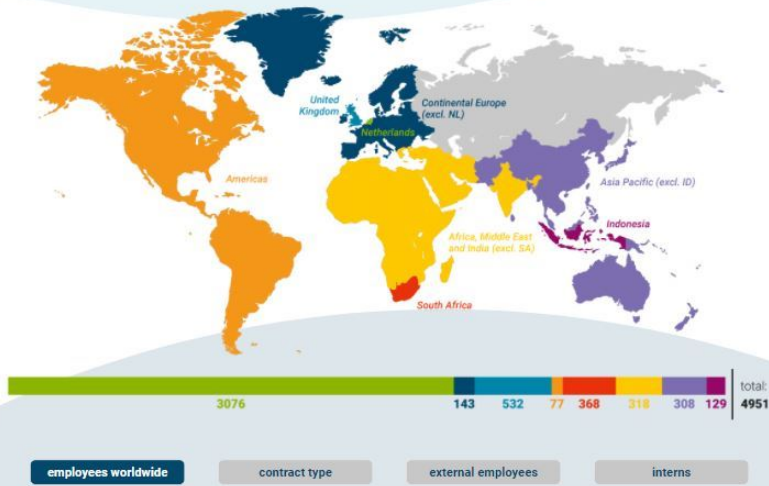 United
Kingdom
Continental Europe
(excl. NL)
Netherlands
Americas
Asia Pacific (excl. ID)
Indonesia
Africa, Middle East
and India (excl. SA)
South Africa
3076 143 532 77 368 318 308 129
total:
4951
employees worldwide contract type external employees interns